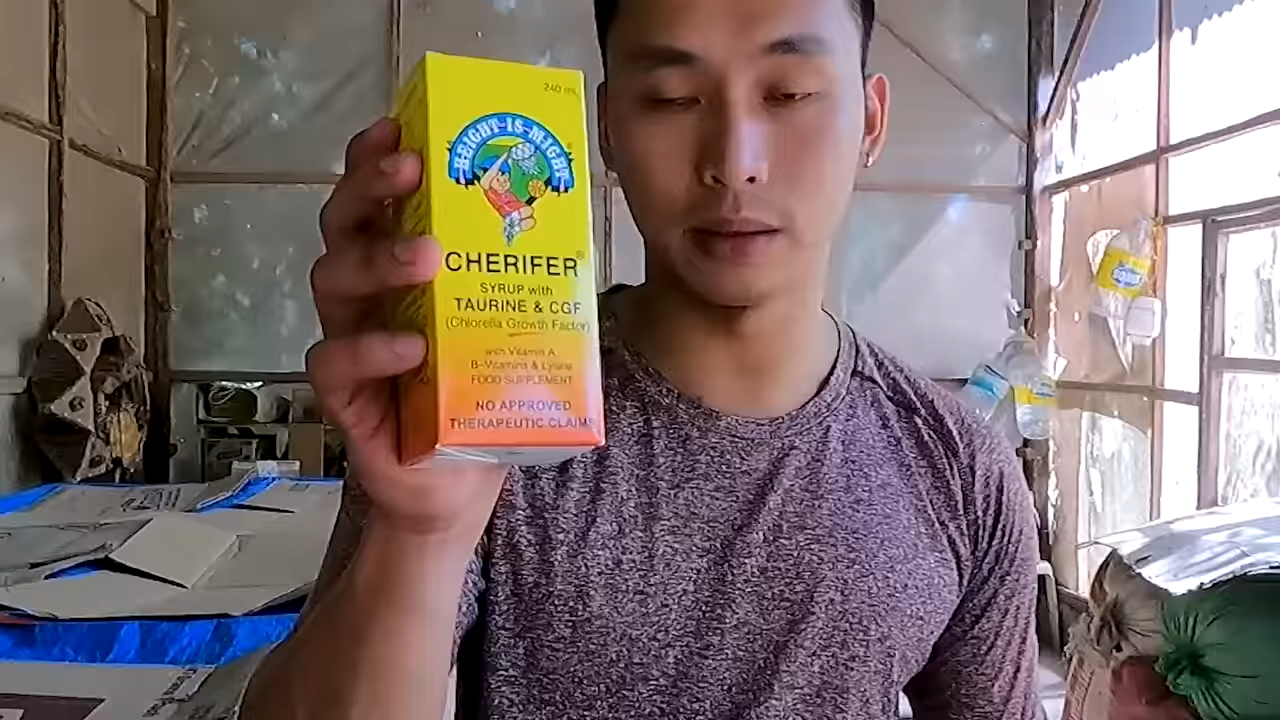 240 mL
HEIGHT IS MIGHT
CHERIFER®
SYRUP with
TAURINE & CGF
(Chlorella Growth Factor)
with Vitamin A,
B-Vitamins & Lysine
FOOD SUPPLEMENT
NO APPROVED
THERAPEUTIC CLAIMS